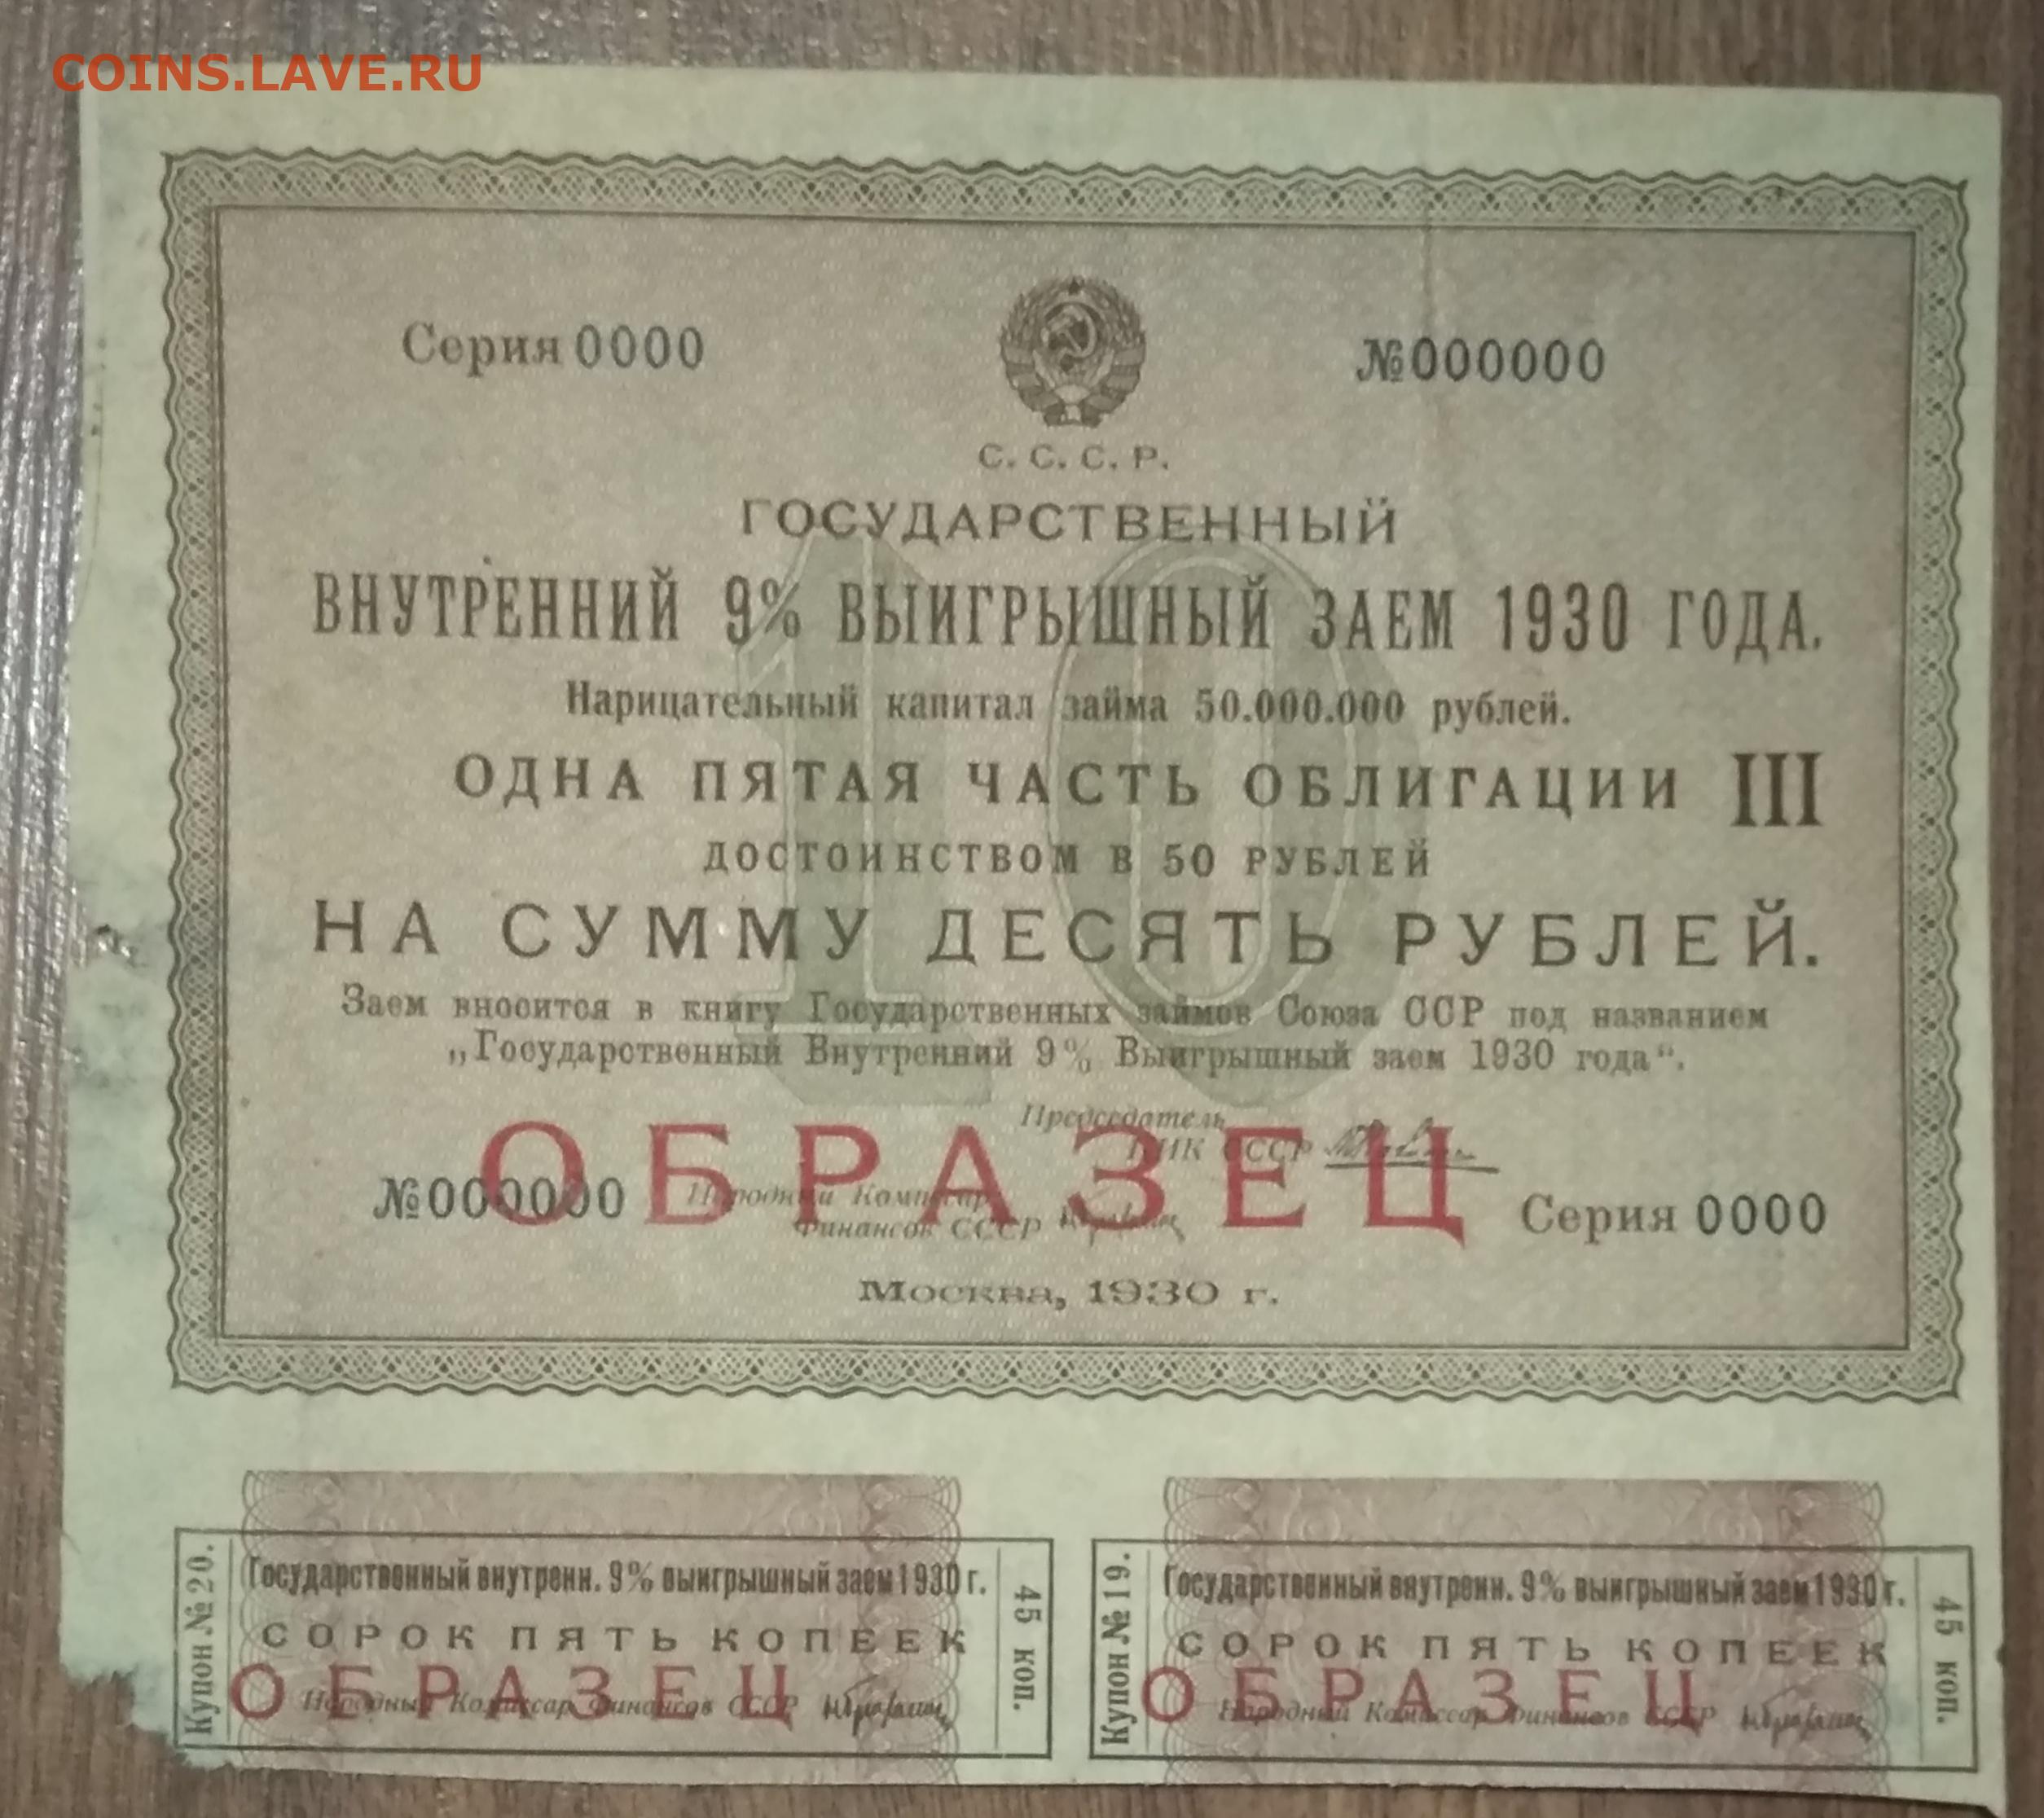 COINS.LAVE.RU
Серия 0000
№000000
С. С. С. Р.
ГОСУДАРСТВЕННЫЙ
ВНУТРЕННИЙ 9% ВЫИГРЫШНЫЙ ЗАЕМ 1930 ГОДА.
Нарицательный капитал займа 50.000.000 рублей.
ОДНА ПЯТАЯ ЧАСТЬ ОБЛИГАЦИИ III
ДОСТОИНСТВОМ В 50 РУБЛЕЙ
НА СУММУ ДЕСЯТЬ РУБЛЕЙ.
10
Заем вносится в книгу Государственных займов Союза ССР под названием
„Государственный Внутренний 9% Выигрышный заем 1930 года“.
Председатель
ЦИК СССР
ОБРАЗЕЦ
№000000
Народный Комиссар
Финансов СССР
Серия 0000
Москва, 1930 г.
Купон № 20.
Государственный внутренн. 9% выигрышный заем 1930 г.
СОРОК ПЯТЬ КОПЕЕК
ОБРАЗЕЦ
Народный Комиссар Финансов СССР
45 коп.
Купон № 19.
Государственный внутренн. 9% выигрышный заем 1930 г.
СОРОК ПЯТЬ КОПЕЕК
ОБРАЗЕЦ
Народный Комиссар Финансов СССР
45 коп.